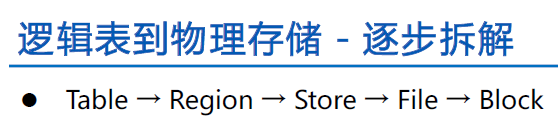 逻辑表到物理存储 - 逐步拆解
● Table → Region → Store → File → Block